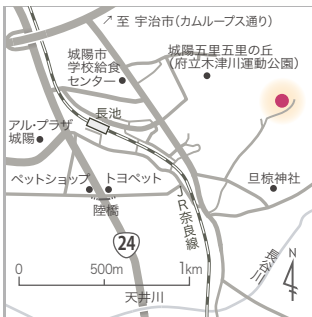 ↗至 宇治市（カムループス通り）
城陽市
学校給食
センター
城陽五里五里の丘
（府立木津川運動公園）
長池
アル・プラザ
城陽
ペットショップ
トヨペット
陸橋
旦椋神社
JR奈良線
長谷川
24
N
0 500m 1km
天井川